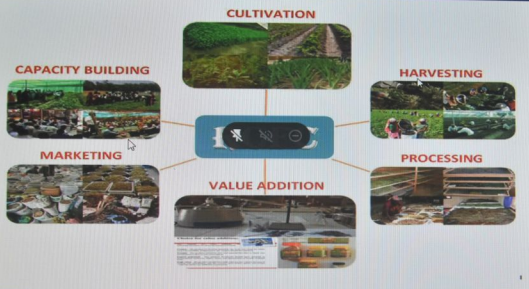 CULTIVATION
CAPACITY BUILDING
HARVESTING
MARKETING
PROCESSING
VALUE ADDITION